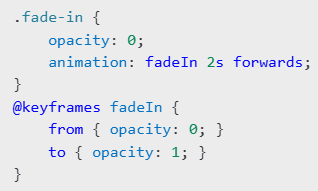 .fade-in {
    opacity: 0;
    animation: fadeIn 2s forwards;
}
@keyframes fadeIn {
    from { opacity: 0; }
    to { opacity: 1; }
}